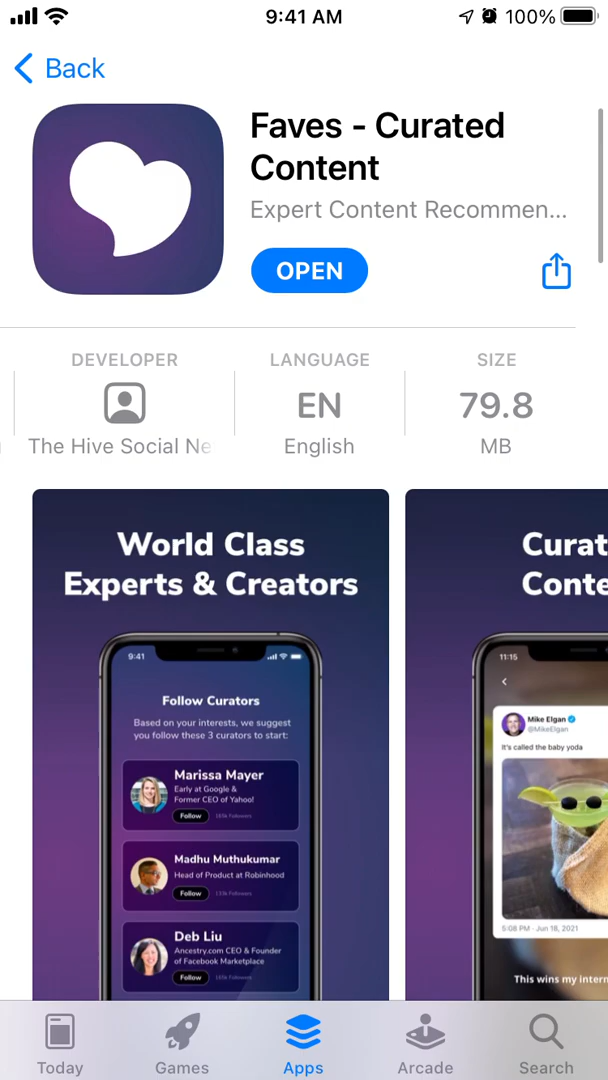 9:41 AM
100%
Back
Faves - Curated
Content
Expert Content Recommen...
OPEN
DEVELOPER
The Hive Social Ne
LANGUAGE
EN
English
SIZE
79.8
MB
World Class
Experts & Creators
9:41
Follow Curators
Based on your interests, we suggest
you follow these 3 curators to start:
Marissa Mayer
Early at Google &
Former CEO of Yahoo!
Follow
Madhu Muthukumar
Head of Product at Robinhood
Follow
Deb Liu
Ancestry.com CEO & Founder
of Facebook Marketplace
Follow
Curat
Conte
11:15
Mike Elgan
@MikeElgan
It's called the baby yoda
5:08 PM · Jun 18, 2021
This wins my intern
Today
Games
Apps
Arcade
Search